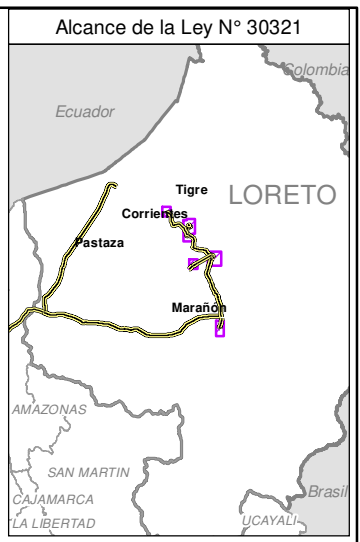 Alcance de la Ley N° 30321
Colombia
Ecuador
Tigre
LORETO
Corrientes
Pastaza
Marañón
AMAZONAS
SAN MARTIN
CAJAMARCA
LA LIBERTAD
UCAYALI
Brasil